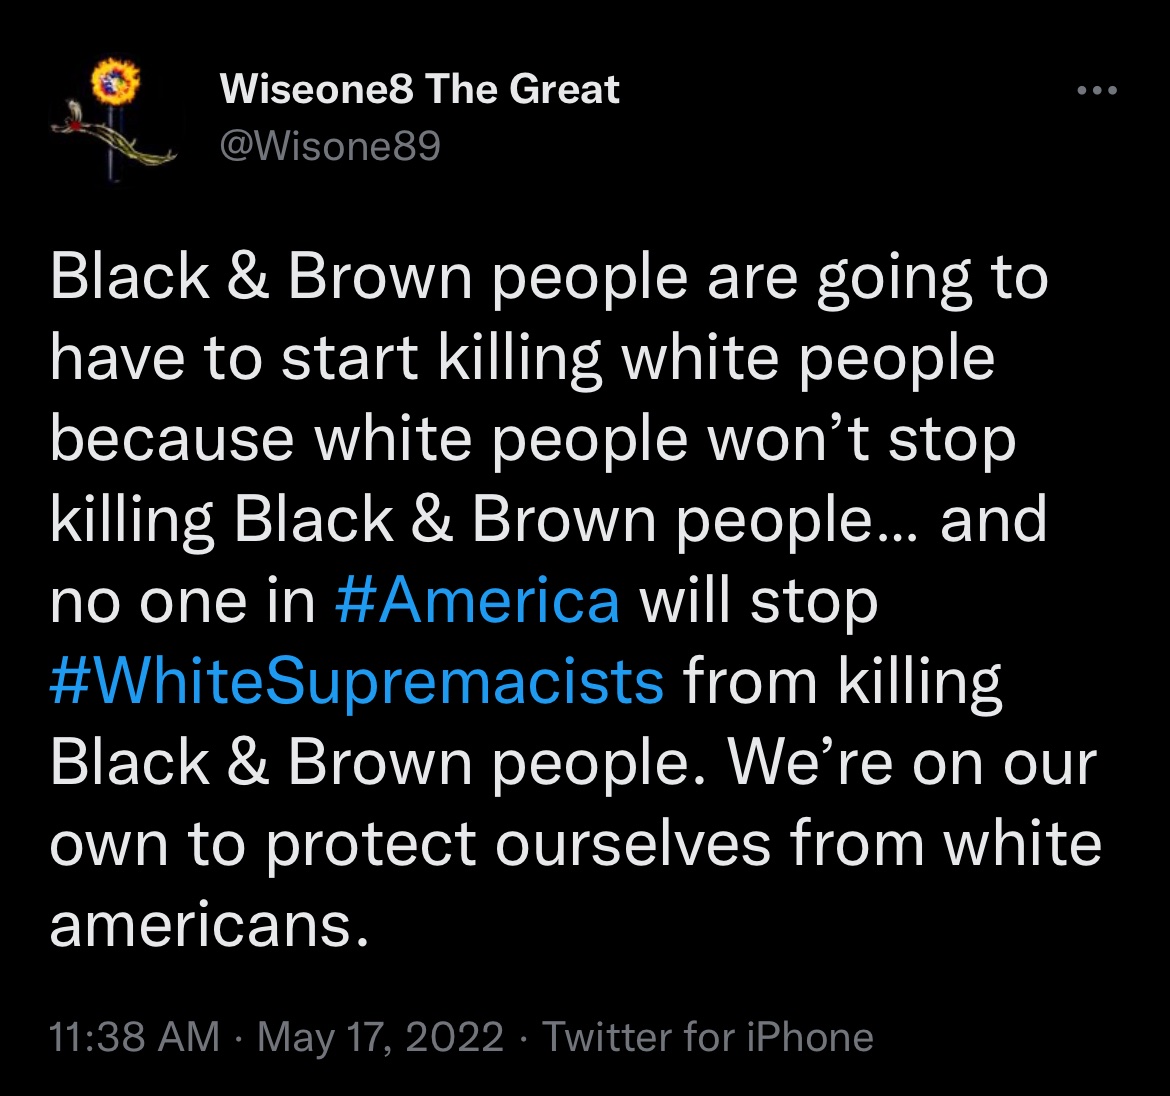 Wiseone8 The Great
@Wisone89
Black & Brown people are going to
have to start killing white people
because white people won’t stop
killing Black & Brown people... and
no one in #America will stop
#WhiteSupremacists from killing
Black & Brown people. We’re on our
own to protect ourselves from white
americans.
11:38 AM · May 17, 2022 · Twitter for iPhone